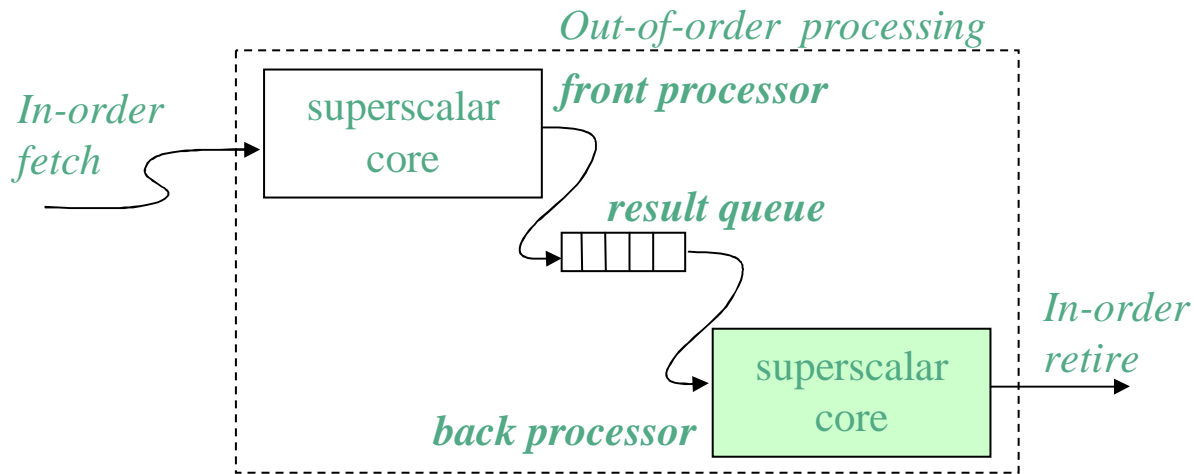 Out-of-order processing
In-order
fetch
superscalar
core
front processor
result queue
superscalar
core
back processor
In-order
retire